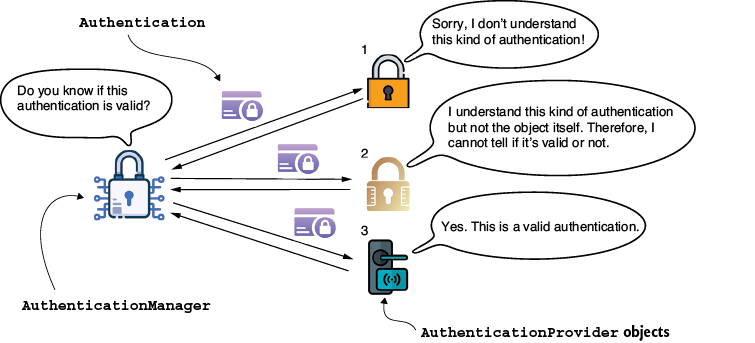 Authentication
Sorry, I don't understand
this kind of authentication!
1
Do you know if this
authentication is valid?
I understand this kind of authentication
but not the object itself. Therefore, I
cannot tell if it's valid or not.
2
Yes. This is a valid authentication.
3
AuthenticationManager
AuthenticationProvider objects